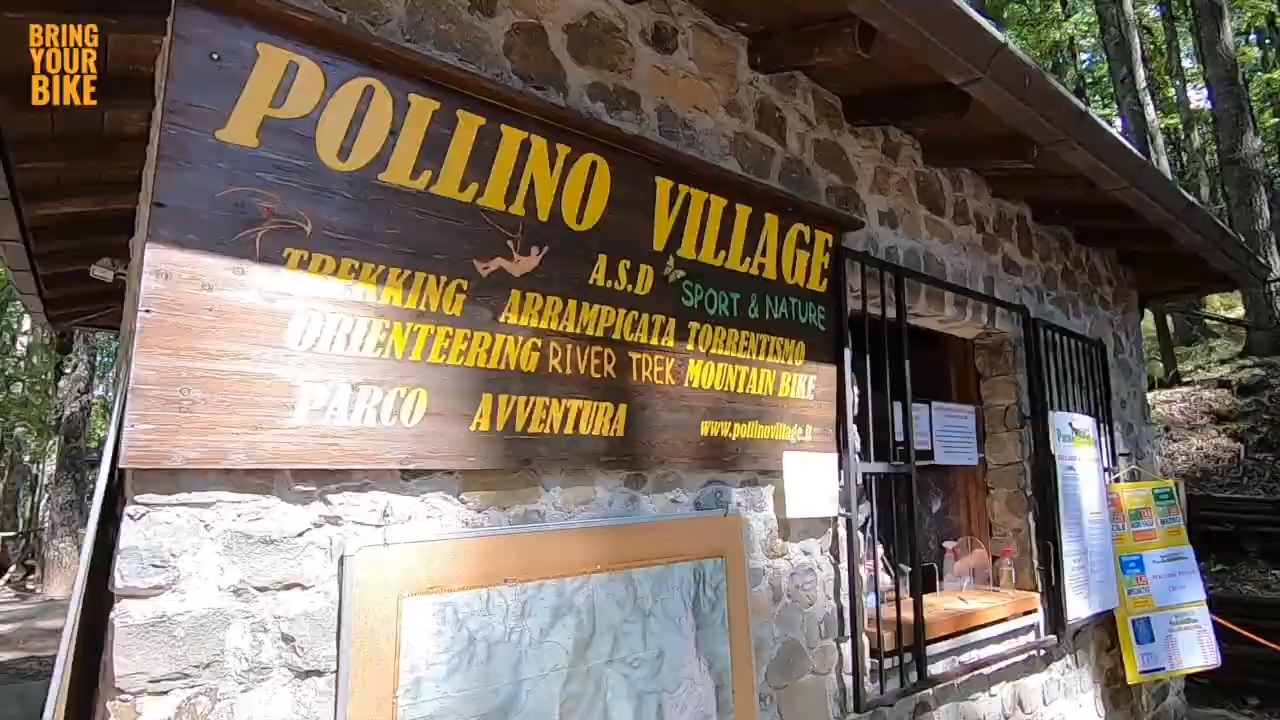 BRING
YOUR
BIKE
POLLINO VILLAGE
A.S.D
SPORT & NATURE
TREKKING ARRAMPICATA TORRENTISMO
ORIENTEERING RIVER TREK MOUNTAIN BIKE
PARCO AVVENTURA
www.pollinovillage.it